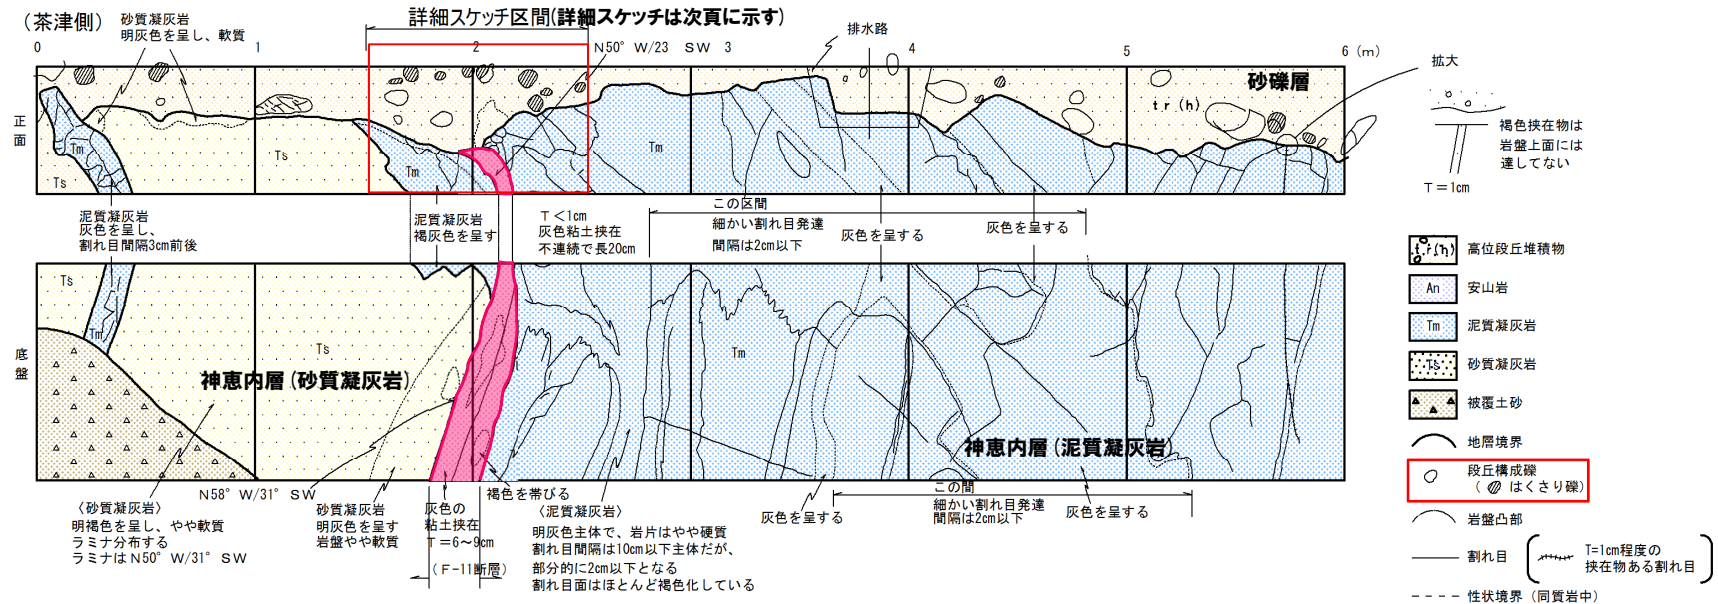 (茶津側)
砂質凝灰岩
明灰色を呈し、軟質
詳細スケッチ区間(詳細スケッチは次頁に示す)
0
1
2
N50°W/23 SW
3
排水路
4
5
6 (m)
拡大
正面
砂礫層
tr(h)
Tm
Ts
Ts
Tm
Tm
褐色挟在物は
岩盤上面には
達してない
T=1cm
泥質凝灰岩
灰色を呈し、
割れ目間隔3cm前後
泥質凝灰岩
褐灰色を呈す
T<1cm
灰色粘土挟在
不連続で長20cm
この区間
細かい割れ目発達
間隔は2cm以下
灰色を呈する
灰色を呈する
底盤
Ts
Tm
Ts
Tm
神恵内層(砂質凝灰岩)
神恵内層(泥質凝灰岩)
N58°W/31°SW
〈砂質凝灰岩〉
明褐色を呈し、やや軟質
ラミナ分布する
ラミナはN50°W/31°SW
砂質凝灰岩
明灰色を呈す
岩盤やや軟質
灰色の
粘土挟在
T=6~9cm
(F-11断層)
褐色を帯びる
〈泥質凝灰岩〉
明灰色主体で、岩片はやや硬質
割れ目間隔は10cm以下主体だが、
部分的に2cm以下となる
割れ目面はほとんど褐色化している
灰色を呈する
この間
細かい割れ目発達
間隔は2cm以下
灰色を呈する
t.r.(h) 高位段丘堆積物
An 安山岩
Tm 泥質凝灰岩
Ts 砂質凝灰岩
被覆土砂
地層境界
段丘構成礫
( はくさり礫)
岩盤凸部
割れ目
T=1cm程度の
挟在物ある割れ目
性状境界(同質岩中)